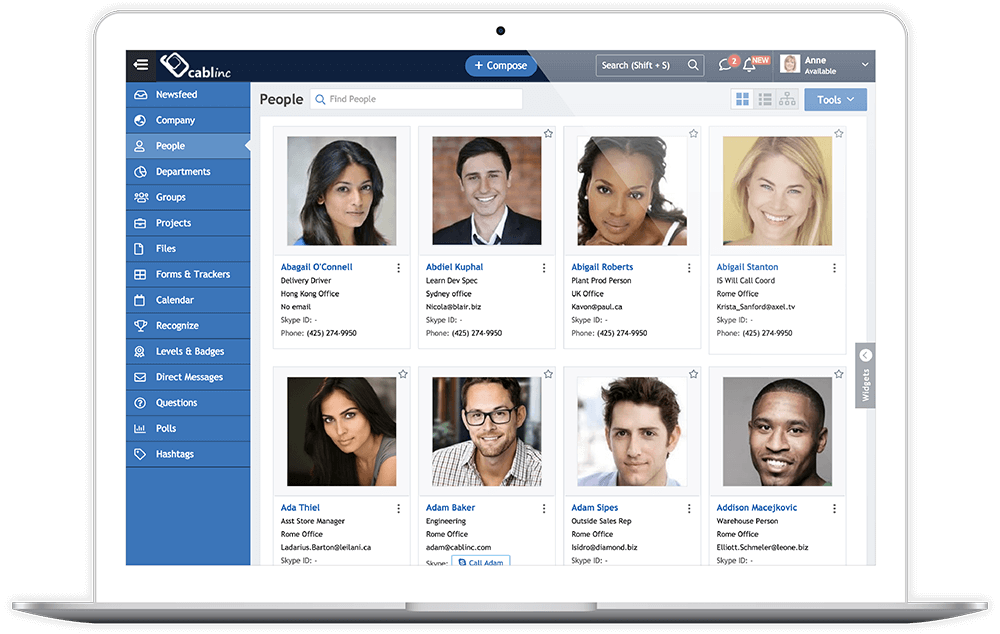 cablinc
+ Compose
Search (Shift + S)
2
NEW
Anne
Available
Newsfeed
Company
People
Departments
Groups
Projects
Files
Forms & Trackers
Calendar
Recognize
Levels & Badges
Direct Messages
Questions
Polls
Hashtags
People
Find People
Tools
Abagail O'Connell
Delivery Driver
Hong Kong Office
No email
Skype ID: -
Phone: (425) 274-9950
Abdiel Kuphal
Learn Dev Spec
Sydney office
Nicola@blair.biz
Skype ID: -
Phone: (425) 274-9950
Abigail Roberts
Plant Prod Person
UK Office
Kavon@paul.ca
Skype ID: -
Phone: (425) 274-9950
Abigail Stanton
IS Will Call Coord
Rome Office
Krista_Sanford@axel.tv
Skype ID: -
Phone: (425) 274-9950
Ada Thiel
Asst Store Manager
Rome Office
Ladarius.Barton@leilani.ca
Skype ID: -
Adam Baker
Engineering
Rome Office
adam@cablinc.com
Skype: Call Adam
Adam Sipes
Outside Sales Rep
Rome Office
Isidro@diamond.biz
Skype ID: -
Addison Macejkovic
Warehouse Person
Rome Office
Elliott.Schmeler@leone.biz
Skype ID: -
Widgets